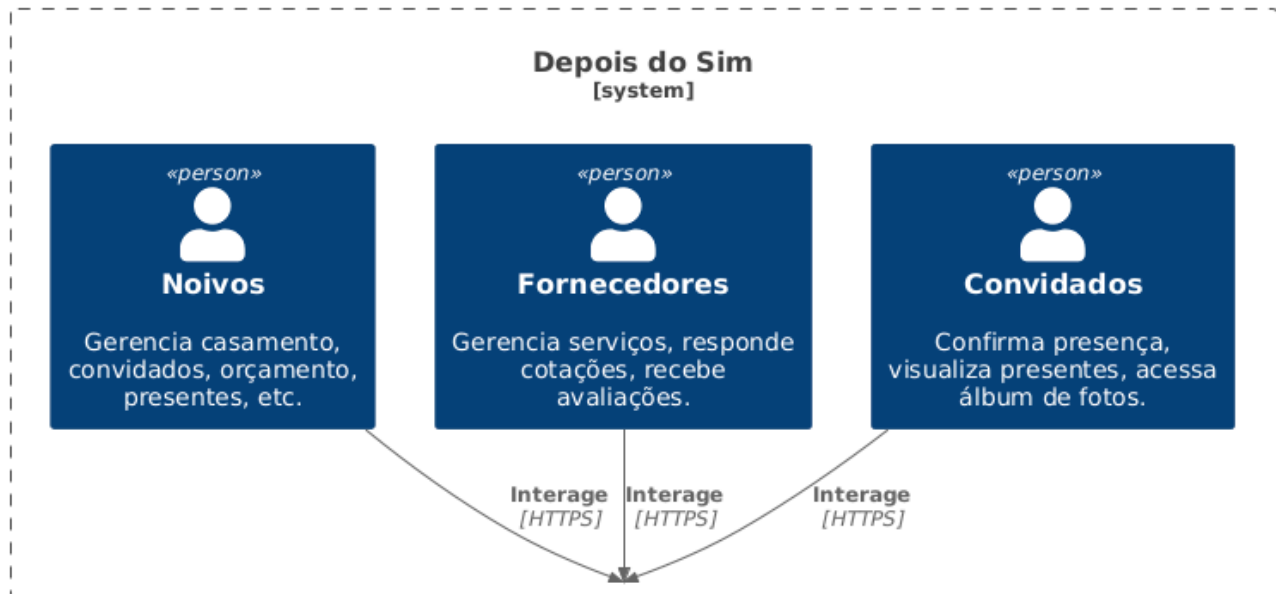 Depois do Sim
[system]
«person»
Noivos
Gerencia casamento,
convidados, orçamento,
presentes, etc.
«person»
Fornecedores
Gerencia serviços, responde
cotações, recebe
avaliações.
«person»
Convidados
Confirma presença,
visualiza presentes, acessa
álbum de fotos.
Interage
[HTTPS]
Interage
[HTTPS]
Interage
[HTTPS]